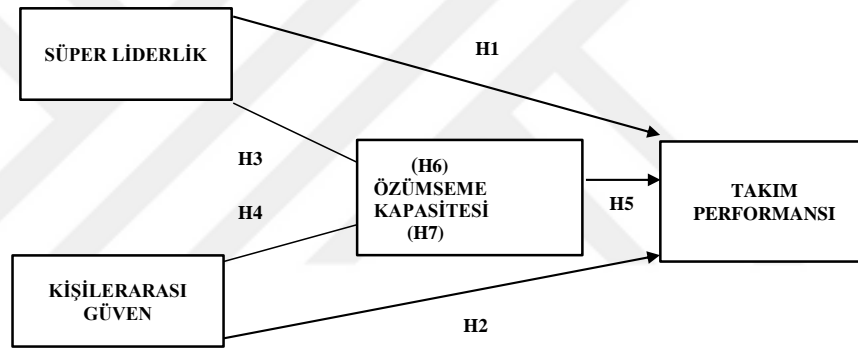 SÜPER LİDERLİK
H1
H3
(H6)
ÖZÜMSEME
KAPASİTESİ
(H7)
H4
H5
TAKIM
PERFORMANSI
KİŞİLERARASI
GÜVEN
H2